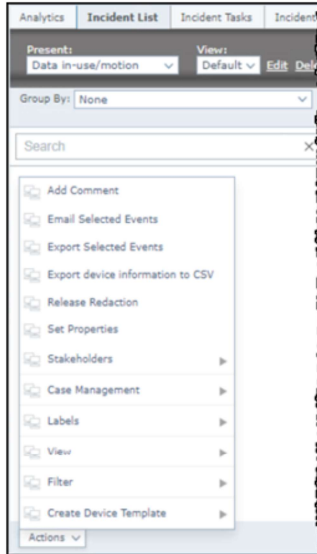 Analytics Incident List Incident Tasks Incident
Present: View:
Data in-use/motion Default Edit
Group By: None
Search
Add Comment
Email Selected Events
Export Selected Events
Export device information to CSV
Release Redaction
Set Properties
Stakeholders
Case Management
Labels
View
Filter
Create Device Template
Actions